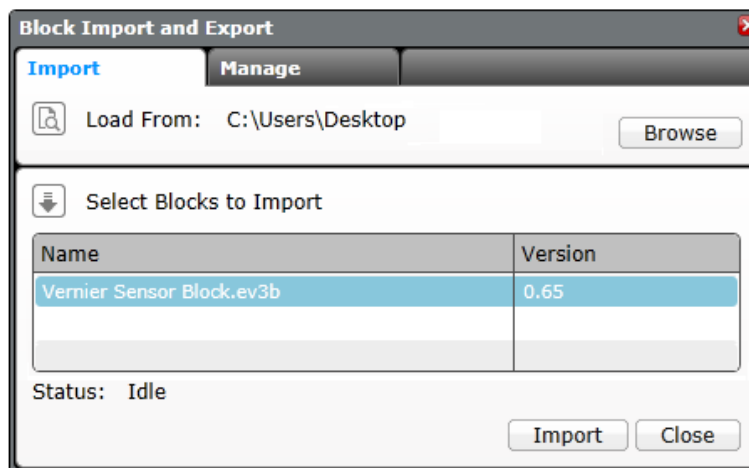 Block Import and Export
Import Manage
Load From: C:\Users\Desktop
Browse
Select Blocks to Import
Name Version
Vernier Sensor Block.ev3b 0.65
Status: Idle
Import Close